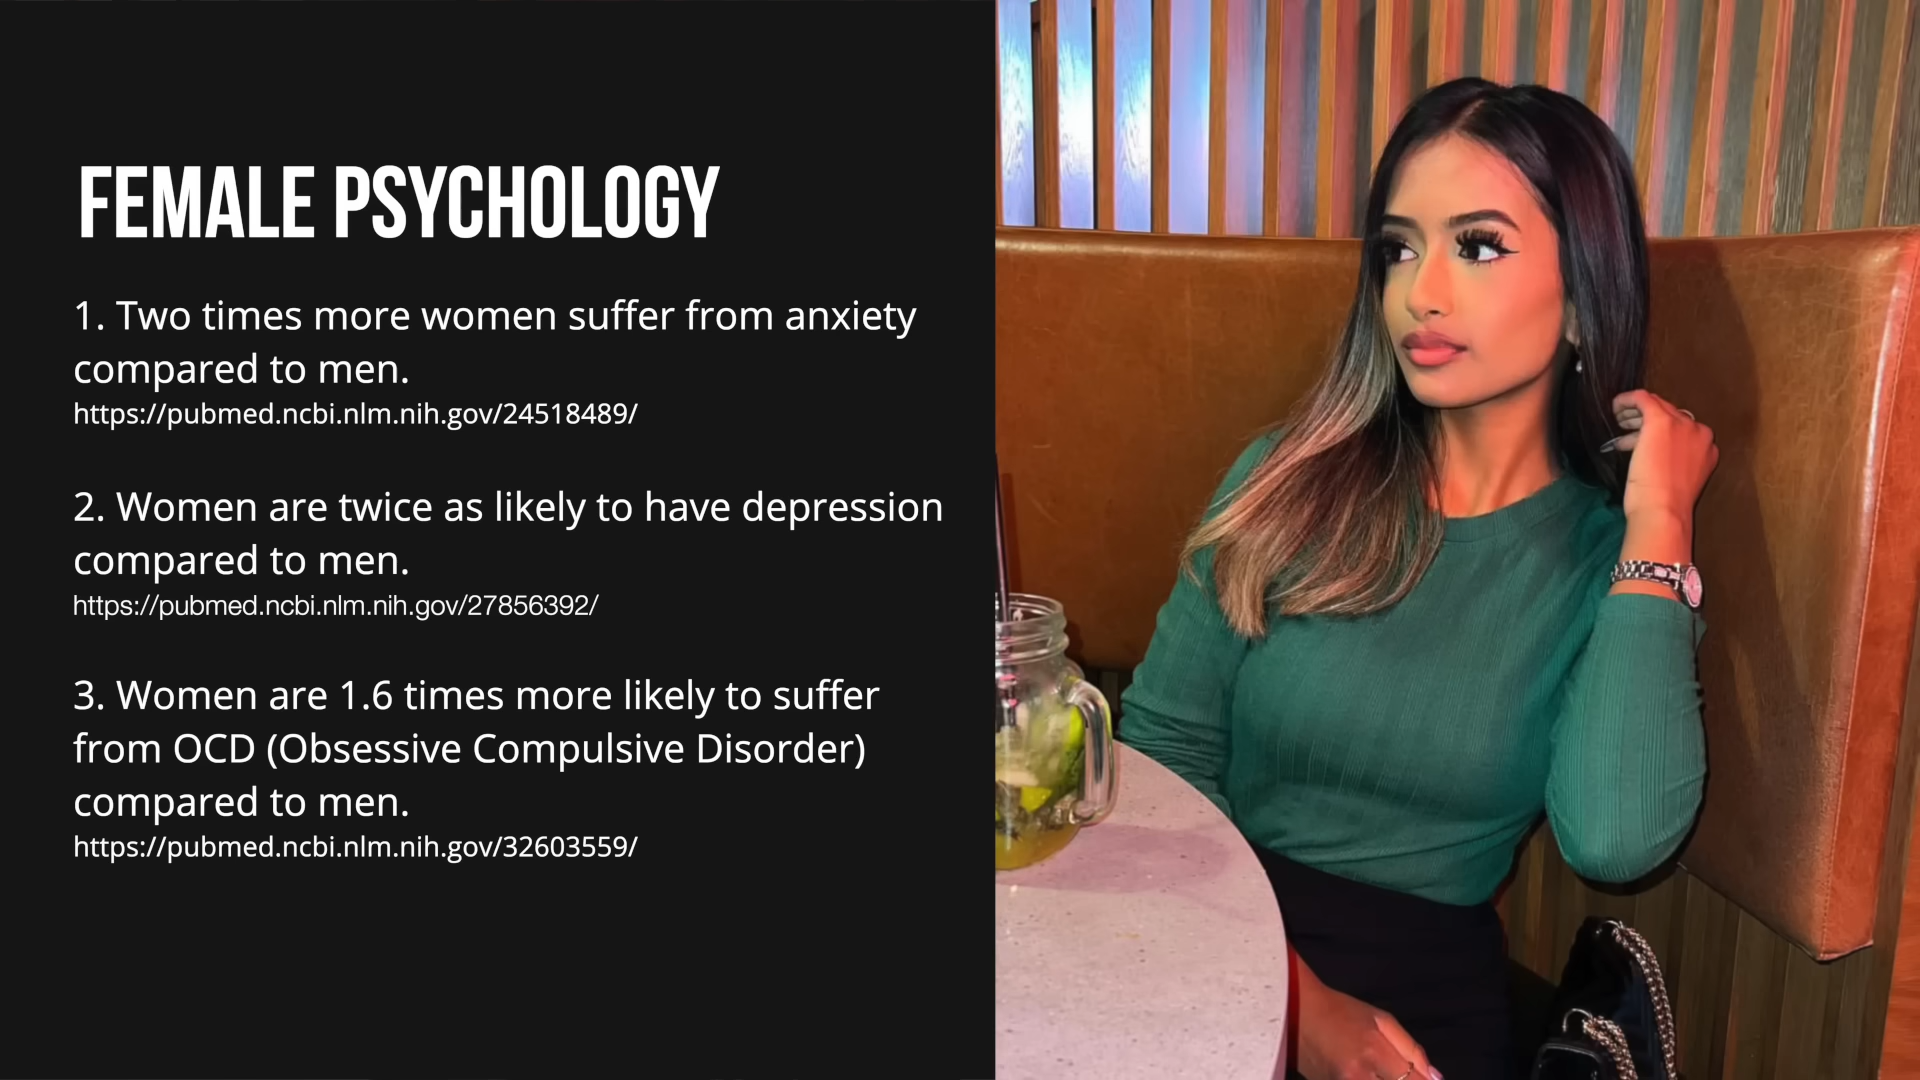 FEMALE PSYCHOLOGY
1. Two times more women suffer from anxiety
compared to men.
https://pubmed.ncbi.nlm.nih.gov/24518489/
2. Women are twice as likely to have depression
compared to men.
https://pubmed.ncbi.nlm.nih.gov/27856392/
3. Women are 1.6 times more likely to suffer
from OCD (Obsessive Compulsive Disorder)
compared to men.
https://pubmed.ncbi.nlm.nih.gov/32603559/